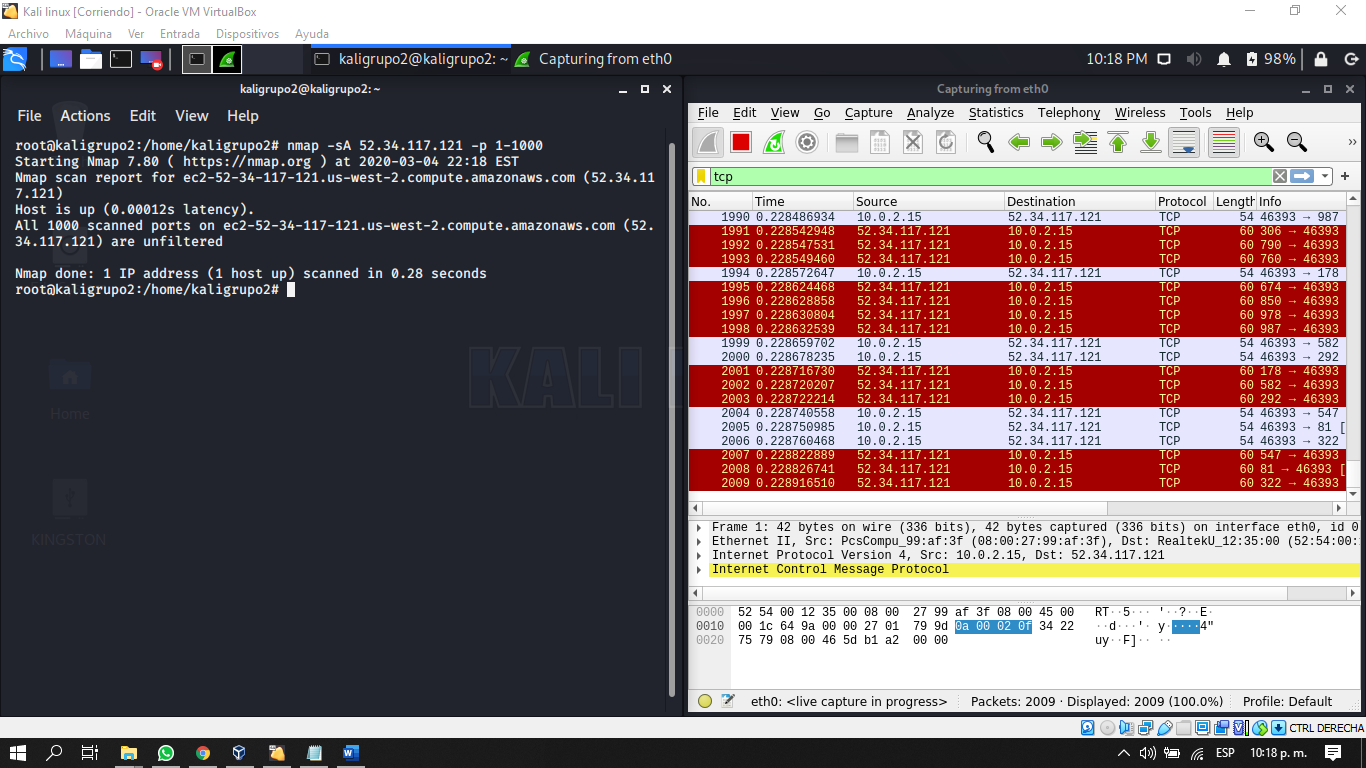 Kali linux [Corriendo] - Oracle VM VirtualBox
Archivo Máquina Ver Entrada Dispositivos Ayuda
kaligrupo2@kaligrupo2: ~ Capturing from eth0 10:18 PM 98%
kaligrupo2@kaligrupo2: ~
File Actions Edit View Help
root@kaligrupo2:/home/kaligrupo2# nmap -sA 52.34.117.121 -p 1-1000
Starting Nmap 7.80 ( https://nmap.org ) at 2020-03-04 22:18 EST
Nmap scan report for ec2-52-34-117-121.us-west-2.compute.amazonaws.com (52.34.11
7.121)
Host is up (0.00012s latency).
All 1000 scanned ports on ec2-52-34-117-121.us-west-2.compute.amazonaws.com (52.
34.117.121) are unfiltered
Nmap done: 1 IP address (1 host up) scanned in 0.28 seconds
root@kaligrupo2:/home/kaligrupo2#
KALI
Home
KINGSTON
Capturing from eth0
File Edit View Go Capture Analyze Statistics Telephony Wireless Tools Help
tcp
No. Time Source Destination Protocol Length Info
1990 0.228486934 10.0.2.15 52.34.117.121 TCP 54 46393 → 987
1991 0.228542948 52.34.117.121 10.0.2.15 TCP 60 306 → 46393
1992 0.228547531 52.34.117.121 10.0.2.15 TCP 60 790 → 46393
1993 0.228549460 52.34.117.121 10.0.2.15 TCP 60 760 → 46393
1994 0.228572647 10.0.2.15 52.34.117.121 TCP 54 46393 → 178
1995 0.228624468 52.34.117.121 10.0.2.15 TCP 60 674 → 46393
1996 0.228628858 52.34.117.121 10.0.2.15 TCP 60 850 → 46393
1997 0.228630804 52.34.117.121 10.0.2.15 TCP 60 978 → 46393
1998 0.228632539 52.34.117.121 10.0.2.15 TCP 60 987 → 46393
1999 0.228659702 10.0.2.15 52.34.117.121 TCP 54 46393 → 582
2000 0.228678235 10.0.2.15 52.34.117.121 TCP 54 46393 → 292
2001 0.228716730 52.34.117.121 10.0.2.15 TCP 60 178 → 46393
2002 0.228720207 52.34.117.121 10.0.2.15 TCP 60 582 → 46393
2003 0.228722214 52.34.117.121 10.0.2.15 TCP 60 292 → 46393
2004 0.228740558 10.0.2.15 52.34.117.121 TCP 54 46393 → 547
2005 0.228750985 10.0.2.15 52.34.117.121 TCP 54 46393 → 81 [
2006 0.228760468 10.0.2.15 52.34.117.121 TCP 54 46393 → 322
2007 0.228822889 52.34.117.121 10.0.2.15 TCP 60 547 → 46393
2008 0.228826741 52.34.117.121 10.0.2.15 TCP 60 81 → 46393 [
2009 0.228916510 52.34.117.121 10.0.2.15 TCP 60 322 → 46393
Frame 1: 42 bytes on wire (336 bits), 42 bytes captured (336 bits) on interface eth0, id 0
Ethernet II, Src: PcsCompu_99:af:3f (08:00:27:99:af:3f), Dst: RealtekU_12:35:00 (52:54:00:
Internet Protocol Version 4, Src: 10.0.2.15, Dst: 52.34.117.121
Internet Control Message Protocol
0000 52 54 00 12 35 00 08 00 27 99 af 3f 08 00 45 00 RT··5··· '··?··E·
0010 00 1c 64 9a 00 00 27 01 79 9d 0a 00 02 0f 34 22 ··d···'· y·····4"
0020 75 79 08 00 46 5d b1 a2 00 00 uy··F]·· ··
eth0: <live capture in progress> Packets: 2009 · Displayed: 2009 (100.0%) Profile: Default
CTRL DERECHA
ESP 10:18 p. m.